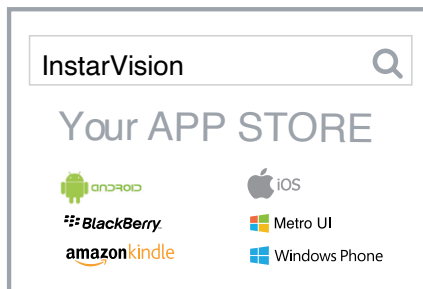 InstarVision
Your APP STORE
android iOS
BlackBerry. Metro UI
amazonkindle Windows Phone